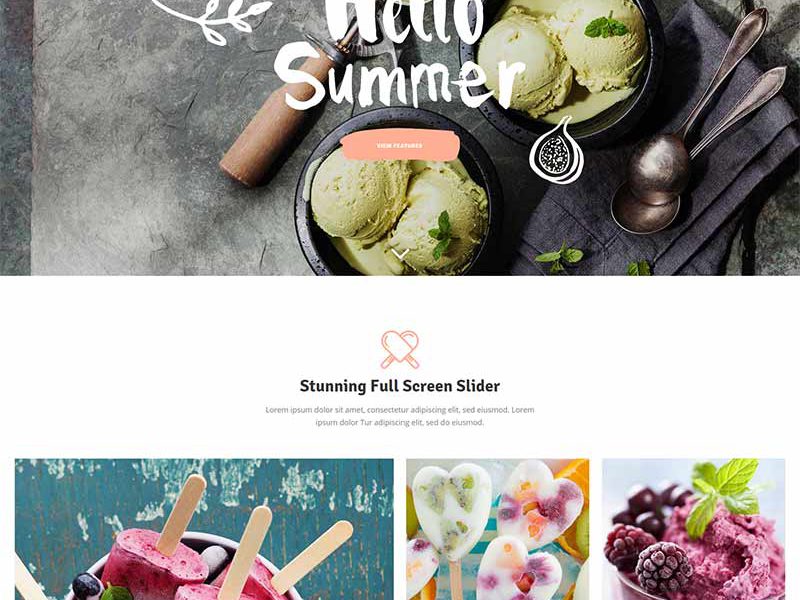 Hello
Summer
VIEW FEATURES
Stunning Full Screen Slider
Lorem ipsum dolor sit amet, consectetur adipiscing elit, sed eiusmod. Lorem
ipsum dolor Tur adipiscing elit, sed do eiusmod.